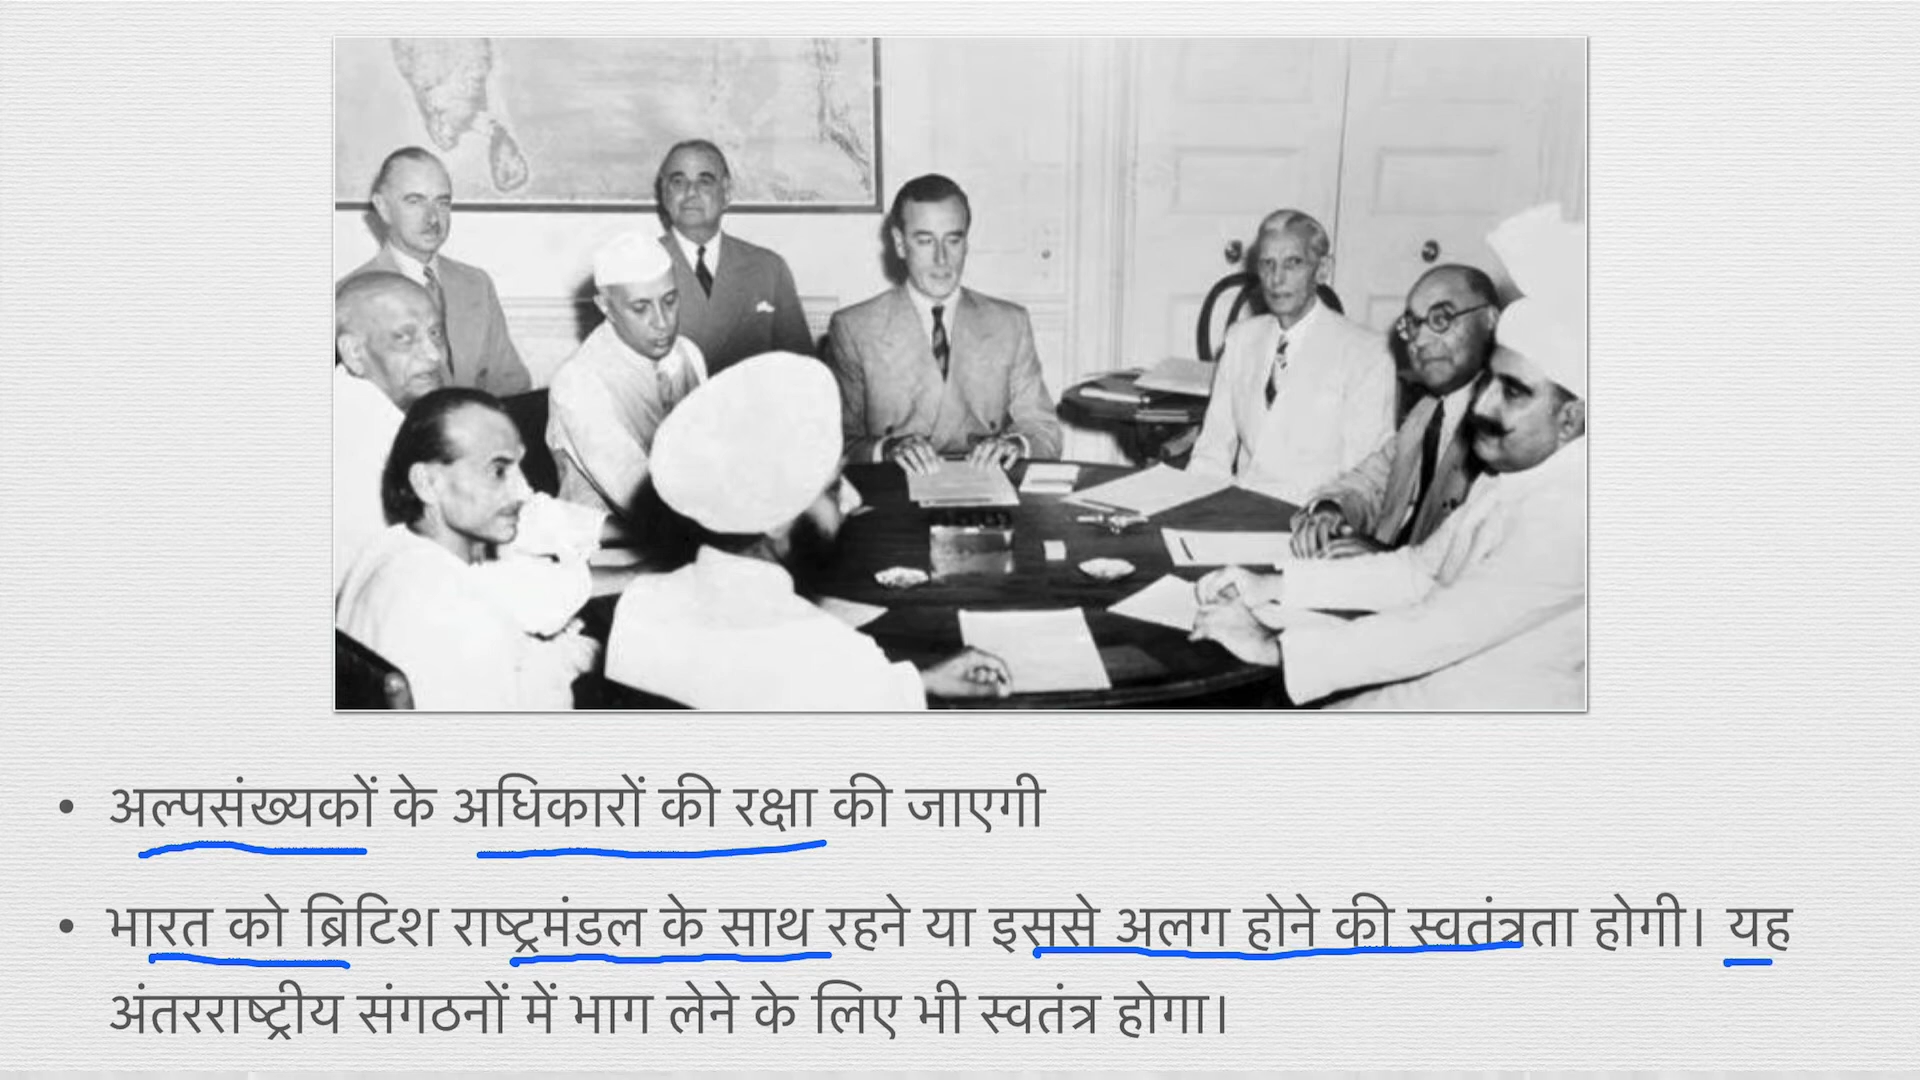 • अल्पसंख्यकों के अधिकारों की रक्षा की जाएगी
• भारत को ब्रिटिश राष्ट्रमंडल के साथ रहने या इससे अलग होने की स्वतंत्रता होगी। यह
अंतरराष्ट्रीय संगठनों में भाग लेने के लिए भी स्वतंत्र होगा।